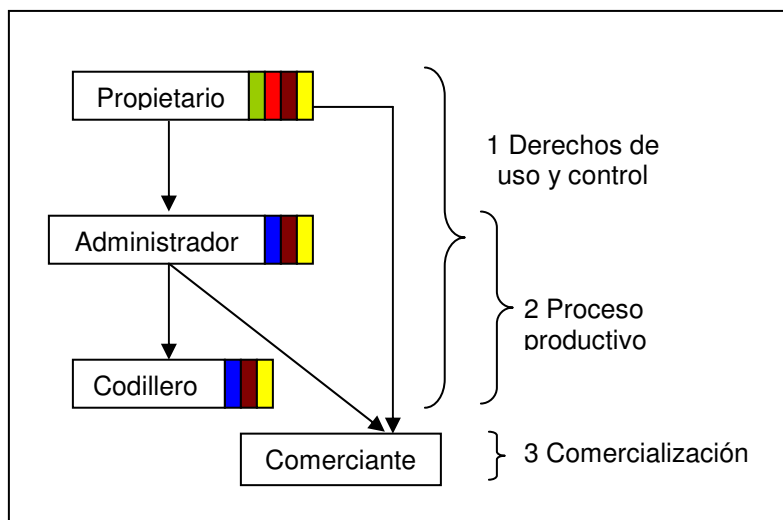 Propietario
1 Derechos de
uso y control
Administrador
2 Proceso
productivo
Codillero
Comerciante
3 Comercialización